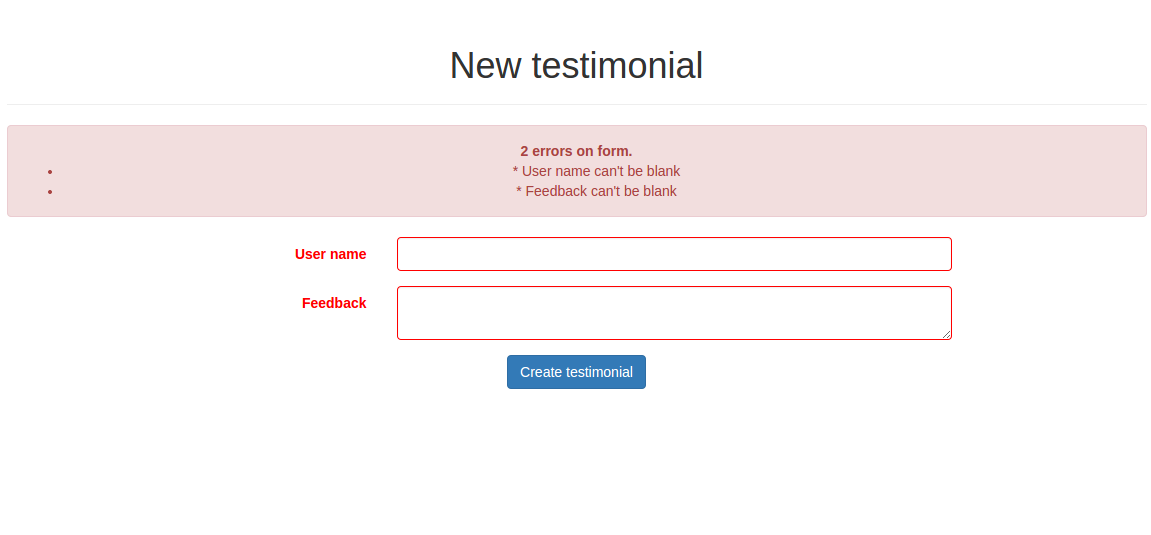 New testimonial
2 errors on form.
* User name can't be blank
* Feedback can't be blank
User name
Feedback
Create testimonial